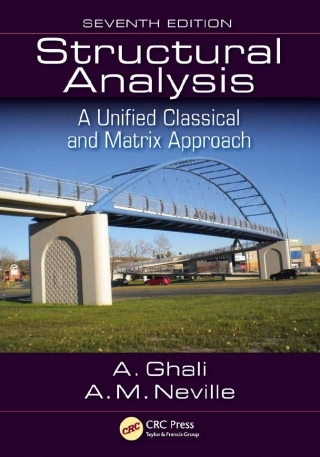 SEVENTH EDITION
Structural
Analysis
A Unified Classical
and Matrix Approach
A. Ghali
A. M. Neville
CRC
CRC Press
Taylor & Francis Group